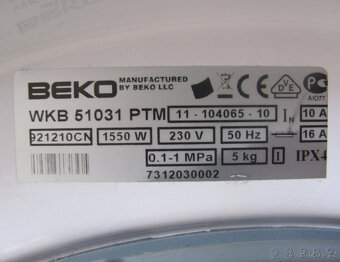 BEKO MANUFACTURED
BY BEKO LLC
WKB 51031 PTM 11 - 104065 - 10 10 A
921210CN 1550 W 230 V 50 Hz 16 A
0.1-1 MPa 5 kg I IPX4
7312030002